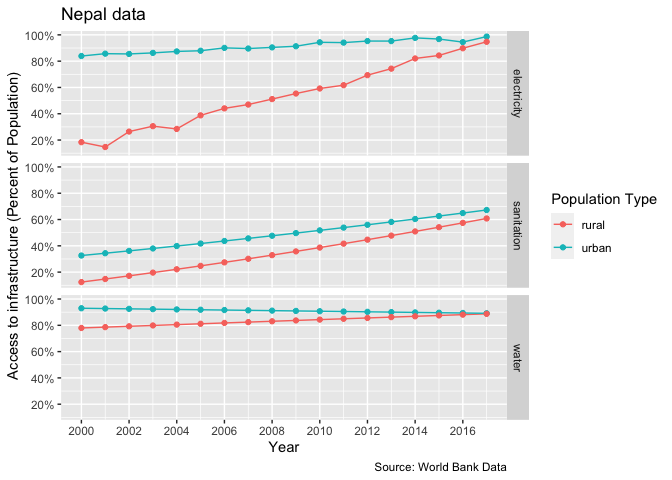 Nepal data
Access to infrastructure (Percent of Population)
100%
80%
60%
40%
20%
electricity
100%
80%
60%
40%
20%
sanitation
100%
80%
60%
40%
20%
water
2000 2002 2004 2006 2008 2010 2012 2014 2016
Year
Population Type
rural
urban
Source: World Bank Data